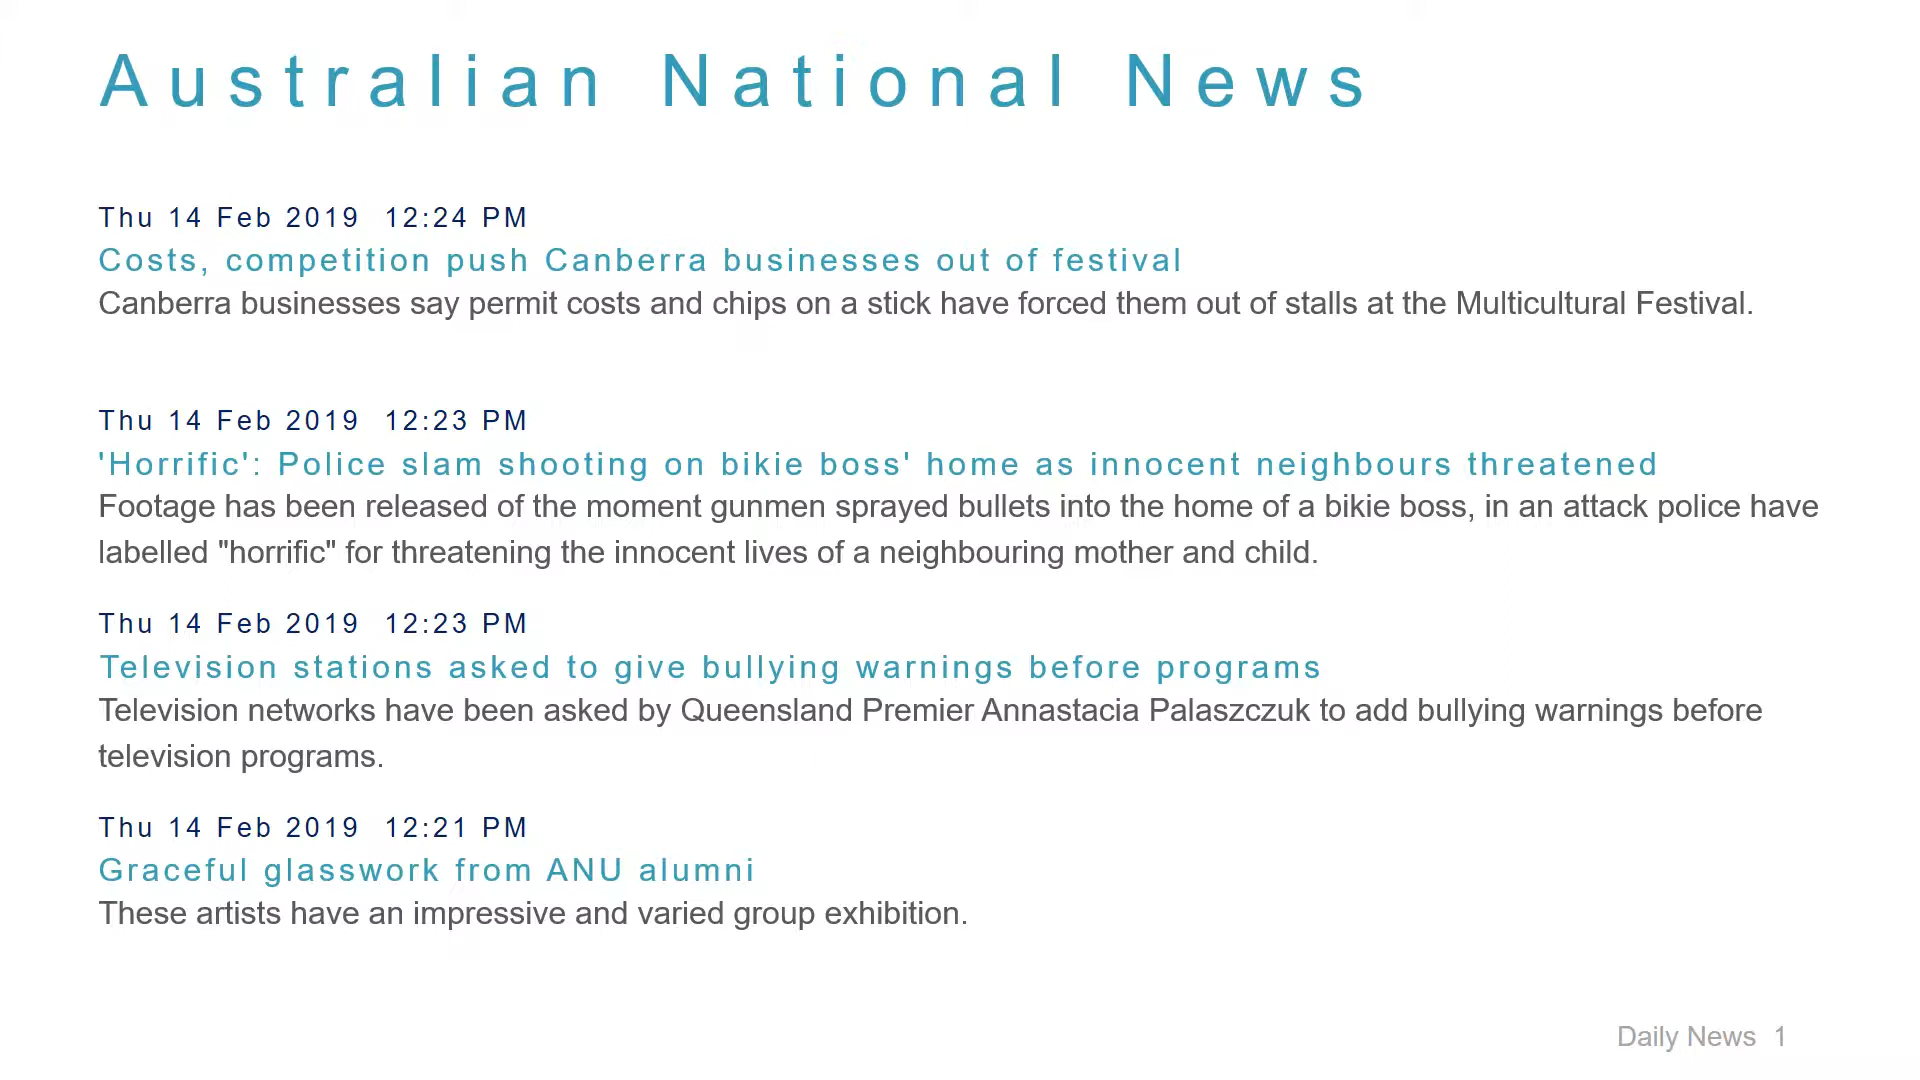 Australian National News
Thu 14 Feb 2019 12:24 PM
Costs, competition push Canberra businesses out of festival
Canberra businesses say permit costs and chips on a stick have forced them out of stalls at the Multicultural Festival.
Thu 14 Feb 2019 12:23 PM
'Horrific': Police slam shooting on bikie boss' home as innocent neighbours threatened
Footage has been released of the moment gunmen sprayed bullets into the home of a bikie boss, in an attack police have
labelled "horrific" for threatening the innocent lives of a neighbouring mother and child.
Thu 14 Feb 2019 12:23 PM
Television stations asked to give bullying warnings before programs
Television networks have been asked by Queensland Premier Annastacia Palaszczuk to add bullying warnings before
television programs.
Thu 14 Feb 2019 12:21 PM
Graceful glasswork from ANU alumni
These artists have an impressive and varied group exhibition.
Daily News 1